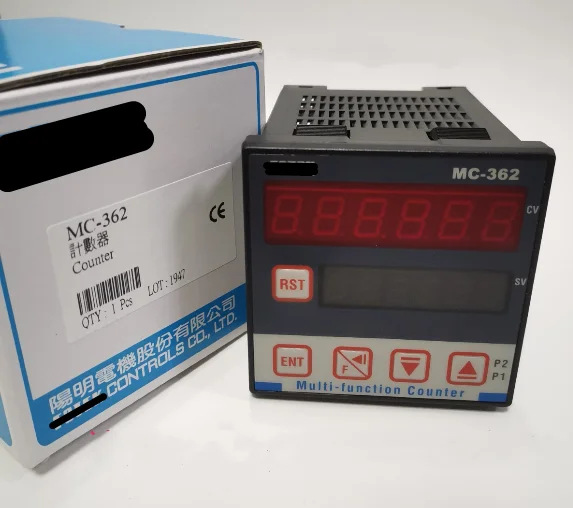 MC-362
計數器
Counter
CE
QTY : 1 Pcs
LOT : 1947
陽明電機股份有限公司
CONTROLS CO., LTD.
MC-362
CV
RST
SV
ENT
F
P2
P1
Multi-function Counter